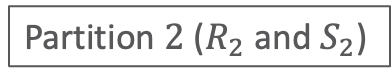 Partition 2 (R₂ and S₂)